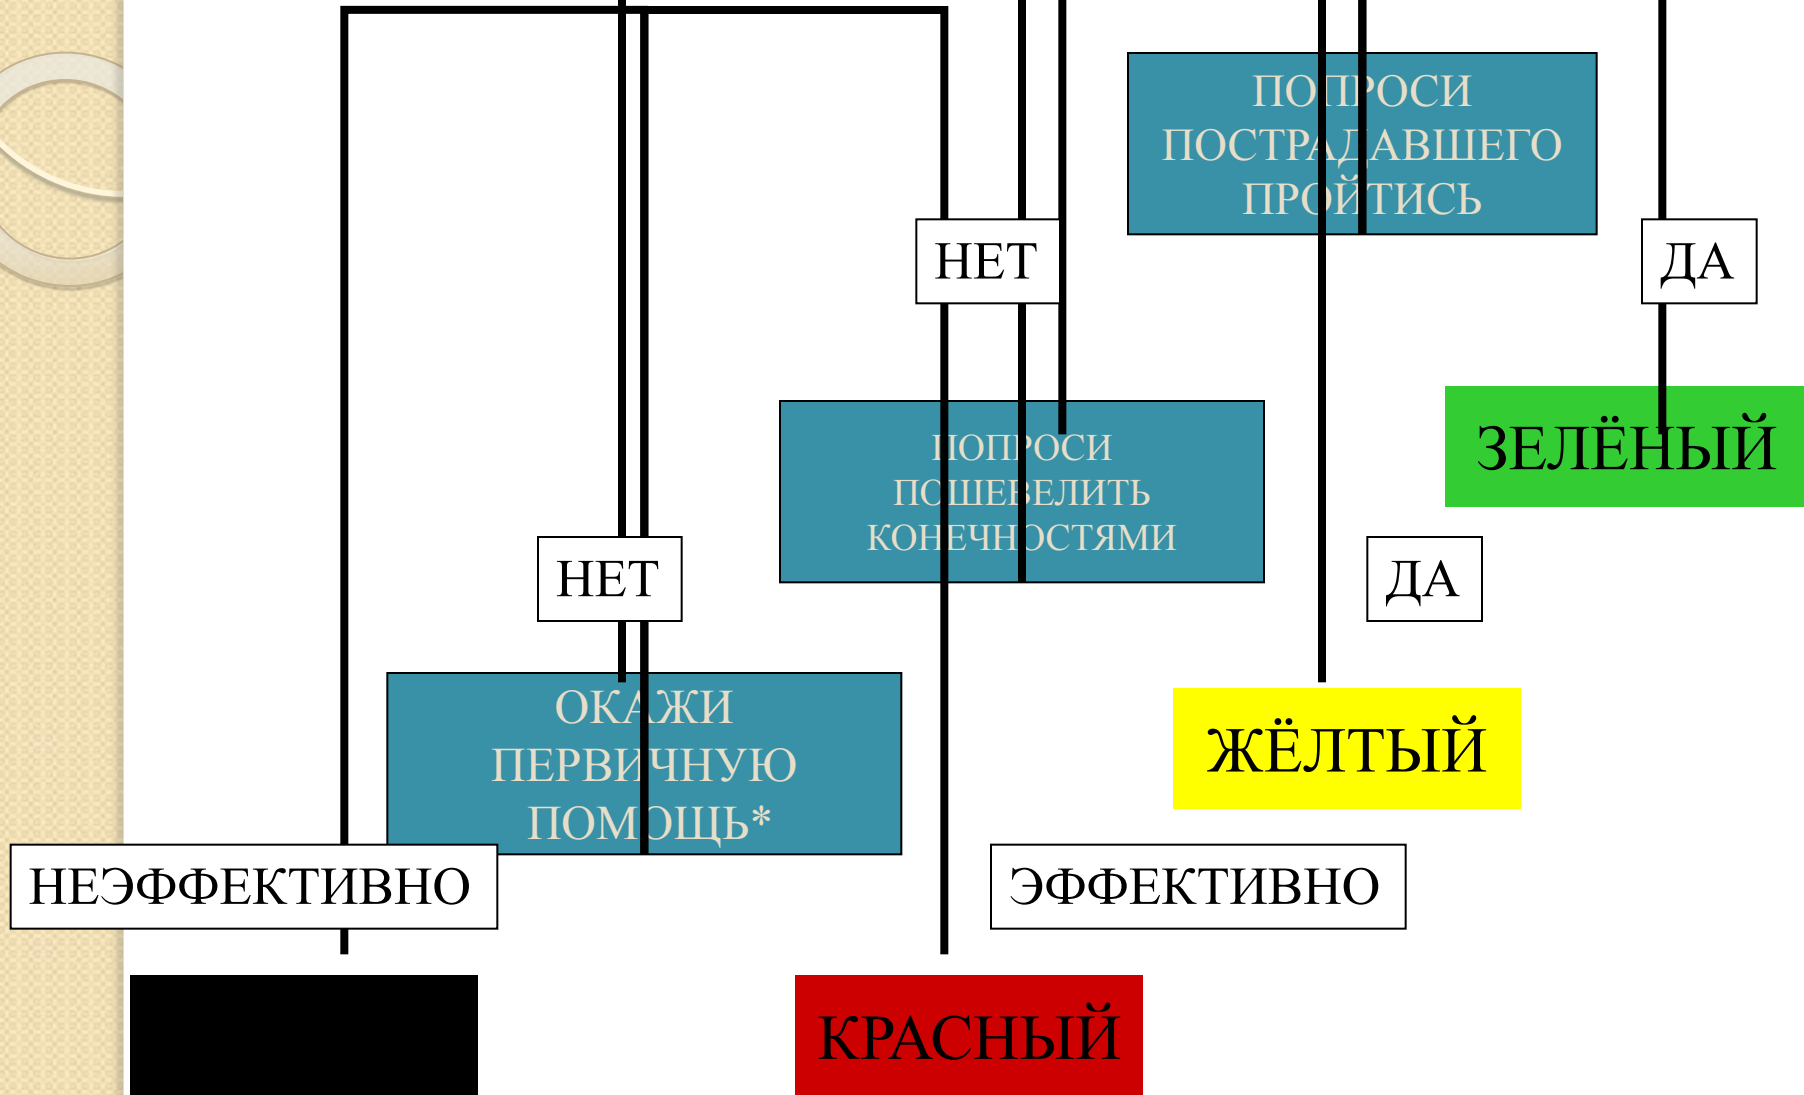 ПОПРОСИ
ПОСТРАДАВШЕГО
ПРОЙТИСЬ
НЕТ
ДА
ПОПРОСИ
ПОШЕВЕЛИТЬ
КОНЕЧНОСТЯМИ
ЗЕЛЁНЫЙ
НЕТ
ДА
ОКАЖИ
ПЕРВИЧНУЮ
ПОМОЩЬ*
ЖЁЛТЫЙ
НЕЭФФЕКТИВНО
ЭФФЕКТИВНО
КРАСНЫЙ